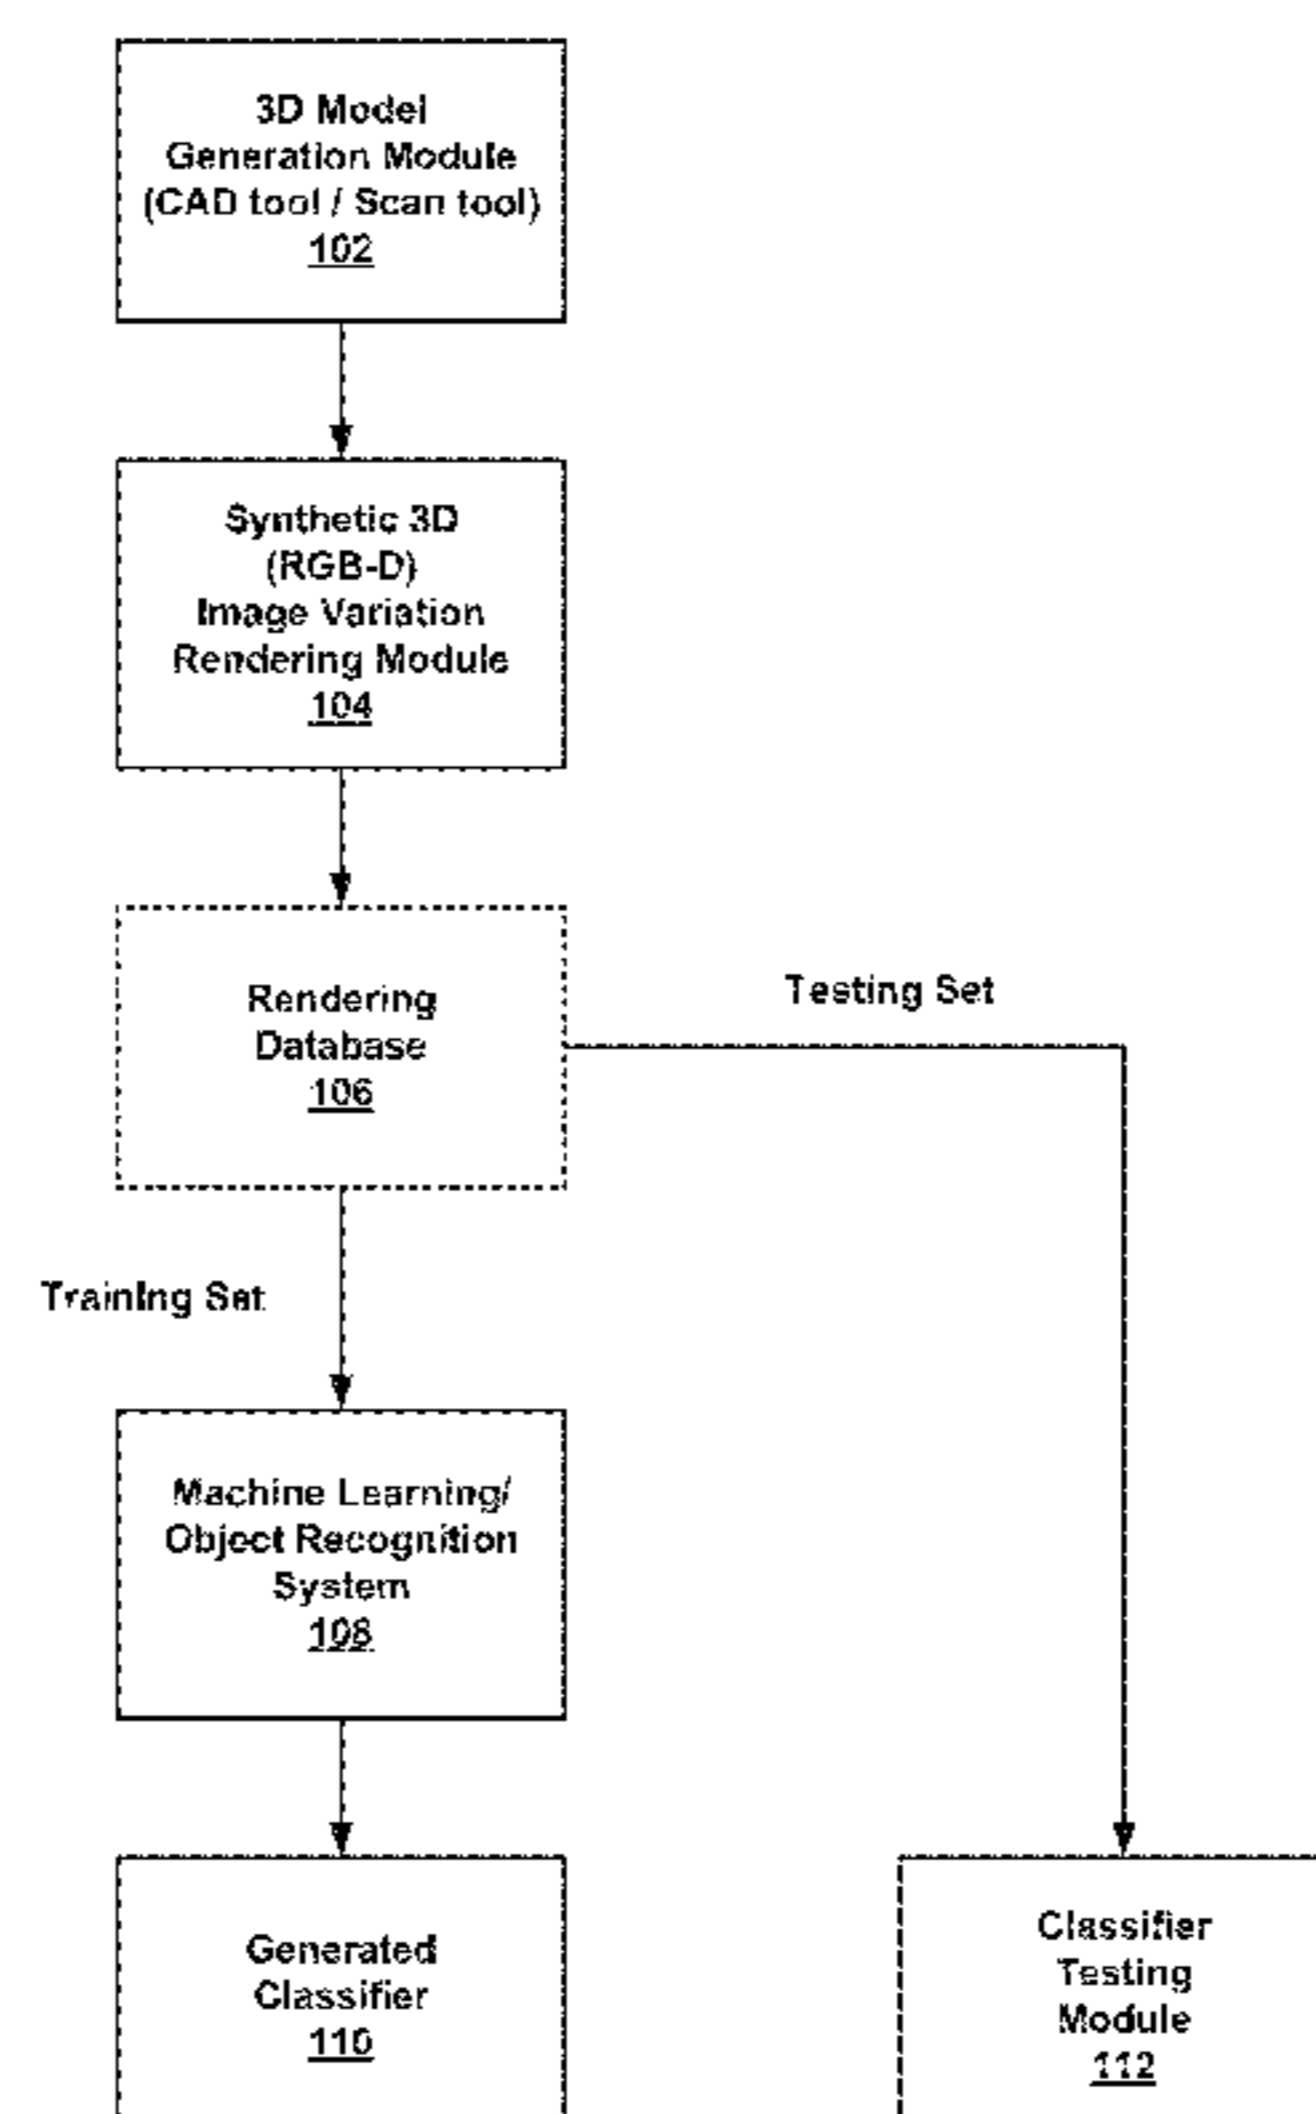 3D Model
Generation Module
(CAD tool / Scan tool)
102
Synthetic 3D
(RGB-D)
Image Variation
Rendering Module
104
Rendering
Database
106
Testing Set
Training Set
Machine Learning/
Object Recognition
System
108
Generated
Classifier
110
Classifier
Testing
Module
112